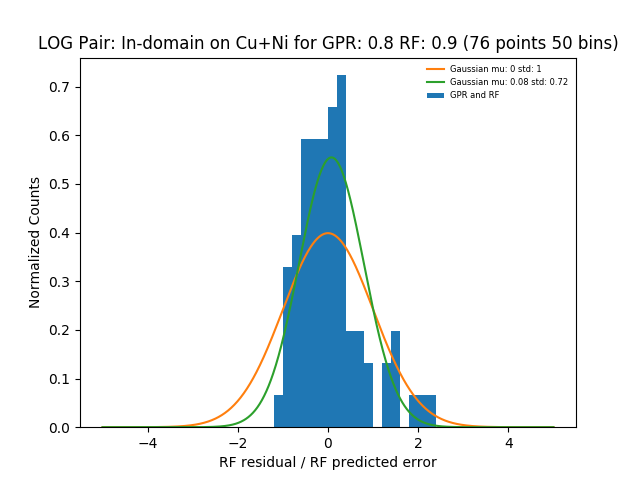 LOG Pair: In-domain on Cu+Ni for GPR: 0.8 RF: 0.9 (76 points 50 bins)
Gaussian mu: 0 std: 1
Gaussian mu: 0.08 std: 0.72
GPR and RF
Normalized Counts
0.7
0.6
0.5
0.4
0.3
0.2
0.1
0.0
−4 −2 0 2 4
RF residual / RF predicted error